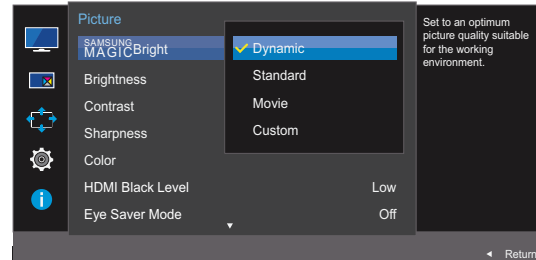 Picture
SAMSUNG
MAGICBright
Dynamic
Standard
Movie
Custom
Brightness
Contrast
Sharpness
Color
HDMI Black Level Low
Eye Saver Mode Off
Set to an optimum
picture quality suitable
for the working
environment.
Return